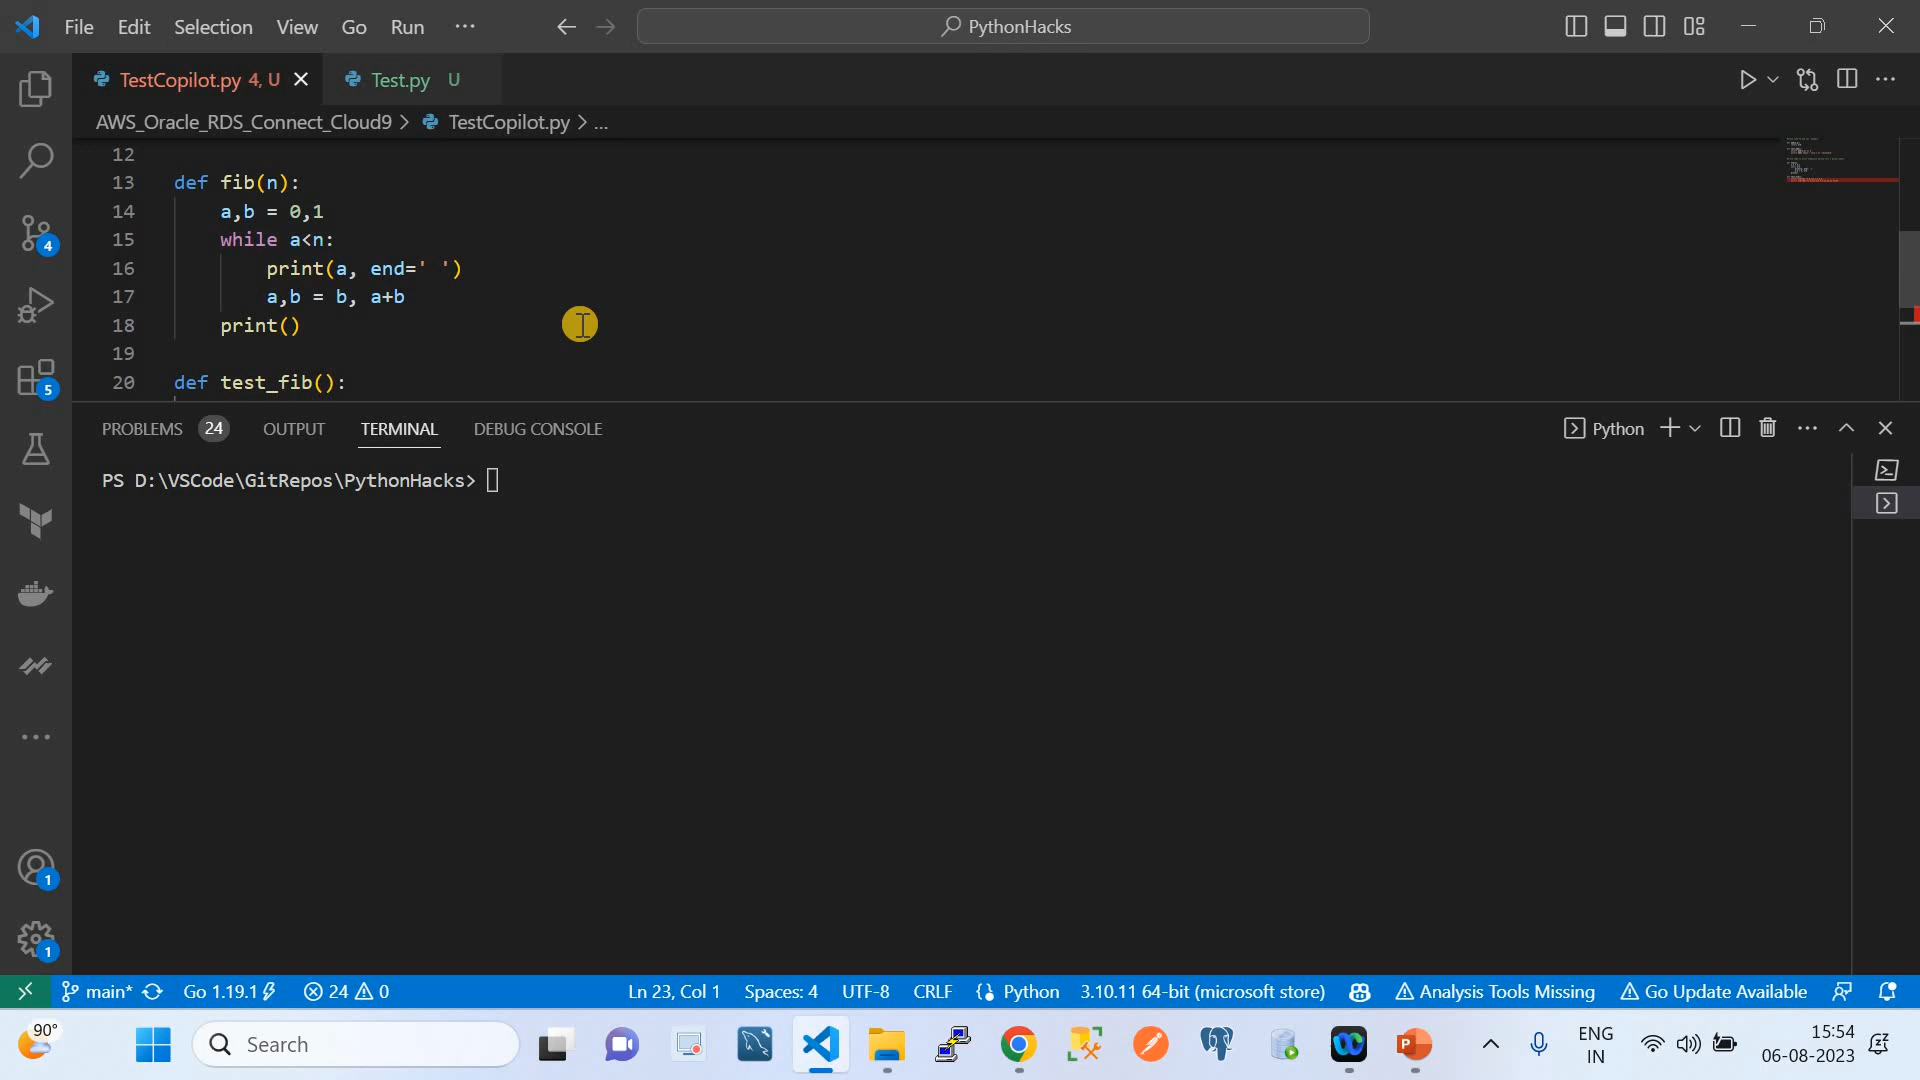 File Edit Selection View Go Run ···
PythonHacks
TestCopilot.py 4, U
Test.py U
AWS_Oracle_RDS_Connect_Cloud9 > TestCopilot.py > ...
12
13 def fib(n):
14 a,b = 0,1
15 while a<n:
16 print(a, end=' ')
17 a,b = b, a+b
18 print()
19
20 def test_fib():
4
5
1
1
PROBLEMS 24 OUTPUT TERMINAL DEBUG CONSOLE
Python
PS D:\VSCode\GitRepos\PythonHacks>
main* Go 1.19.1 24 0 Ln 23, Col 1 Spaces: 4 UTF-8 CRLF Python 3.10.11 64-bit (microsoft store) Analysis Tools Missing Go Update Available
90°
Search
ENG
IN
15:54
06-08-2023